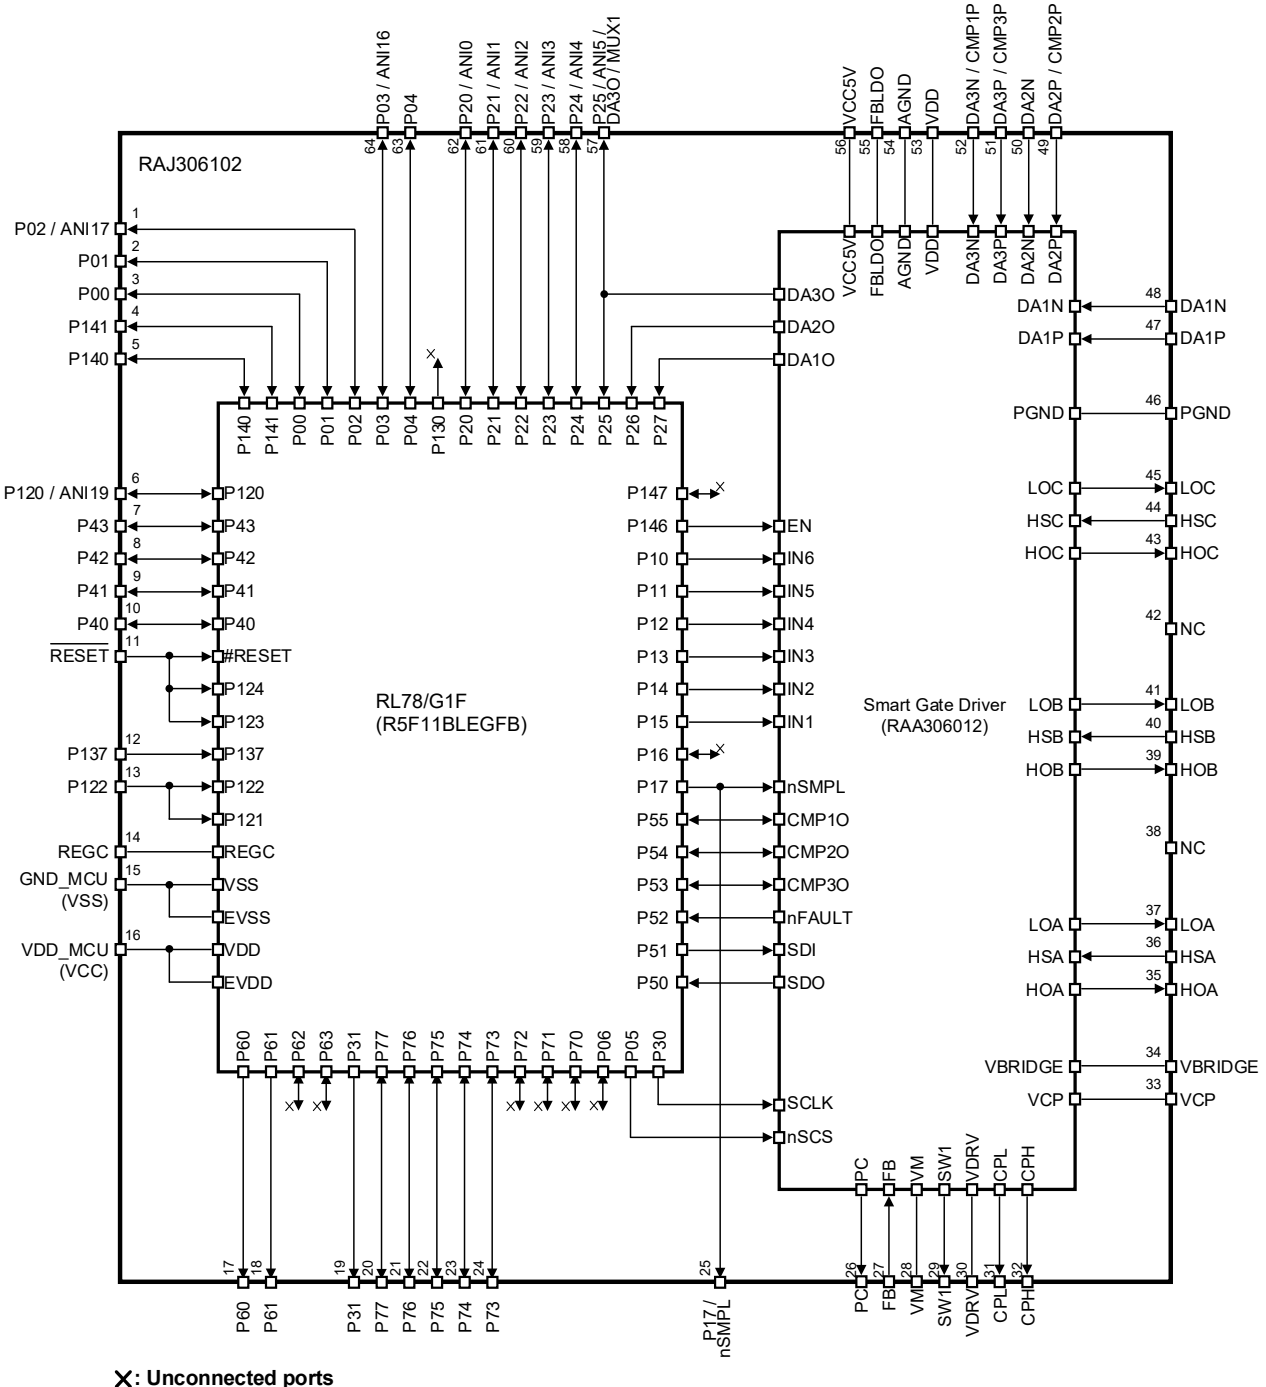 P03 / ANI16
P04
P20 / ANI0
P21 / ANI1
P22 / ANI2
P23 / ANI3
P24 / ANI4
P25 / ANI5 /
DA3O / MUX1
VCC5V
FBLDO
AGND
VDD
DA3N / CMP1P
DA3P / CMP3P
DA2N
DA2P / CMP2P
64
63
62
61
60
59
58
57
56
55
54
53
52
51
50
49
RAJ306102
P02 / ANI17
1
P01
2
P00
3
P141
4
P140
5
P120 / ANI19
6
P43
7
P42
8
P41
9
P40
10
RESET
11
P137
12
P122
13
REGC
14
GND_MCU
(VSS)
15
VDD_MCU
(VCC)
16
P140
P141
P00
P01
P02
P03
P04
P130
P20
P21
P22
P23
P24
P25
P26
P27
P120
P43
P42
P41
P40
#RESET
P124
P123
P137
P122
P121
REGC
VSS
EVSS
VDD
EVDD
RL78/G1F
(R5F11BLEGFB)
P147
P146
P10
P11
P12
P13
P14
P15
P16
P17
P55
P54
P53
P52
P51
P50
P60
P61
P62
P63
P31
P77
P76
P75
P74
P73
P72
P71
P70
P06
P05
P30
VCC5V
FBLDO
AGND
VDD
DA3N
DA3P
DA2N
DA2P
DA3O
DA2O
DA1O
EN
IN6
IN5
IN4
IN3
IN2
IN1
nSMPL
CMP1O
CMP2O
CMP3O
nFAULT
SDI
SDO
SCLK
nSCS
Smart Gate Driver
(RAA306012)
DA1N
DA1P
PGND
LOC
HSC
HOC
LOB
HSB
HOB
LOA
HSA
HOA
VBRIDGE
VCP
PC
FB
VM
SW1
VDRV
CPL
CPH
48
DA1N
47
DA1P
46
PGND
45
LOC
44
HSC
43
HOC
42
NC
41
LOB
40
HSB
39
HOB
38
NC
37
LOA
36
HSA
35
HOA
34
VBRIDGE
33
VCP
17
18
19
20
21
22
23
24
25
26
27
28
29
30
31
32
P60
P61
P31
P77
P76
P75
P74
P73
P17 /
nSMPL
PC
FB
VM
SW1
VDRV
CPL
CPH
X: Unconnected ports